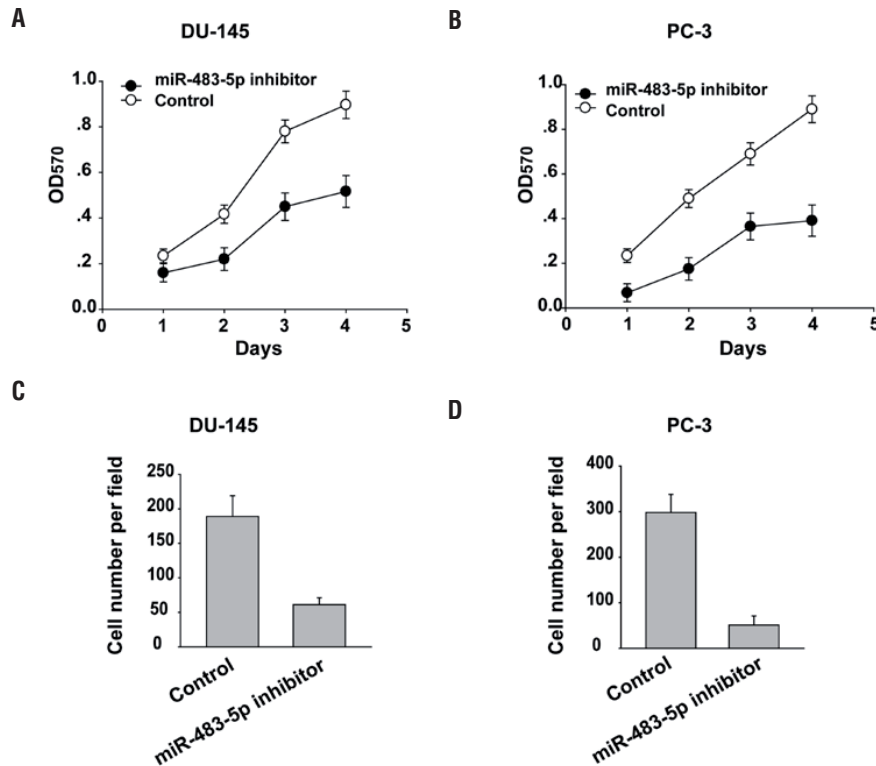 A
DU-145
miR-483-5p inhibitor
Control
OD570
1.0
.8
.6
.4
.2
0.0
0 1 2 3 4 5
Days
B
PC-3
miR-483-5p inhibitor
Control
OD570
1.0
.8
.6
.4
.2
0.0
0 1 2 3 4 5
Days
C
DU-145
Cell number per field
250
200
150
100
50
0
Control
miR-483-5p inhibitor
D
PC-3
Cell number per field
400
300
200
100
0
Control
miR-483-5p inhibitor